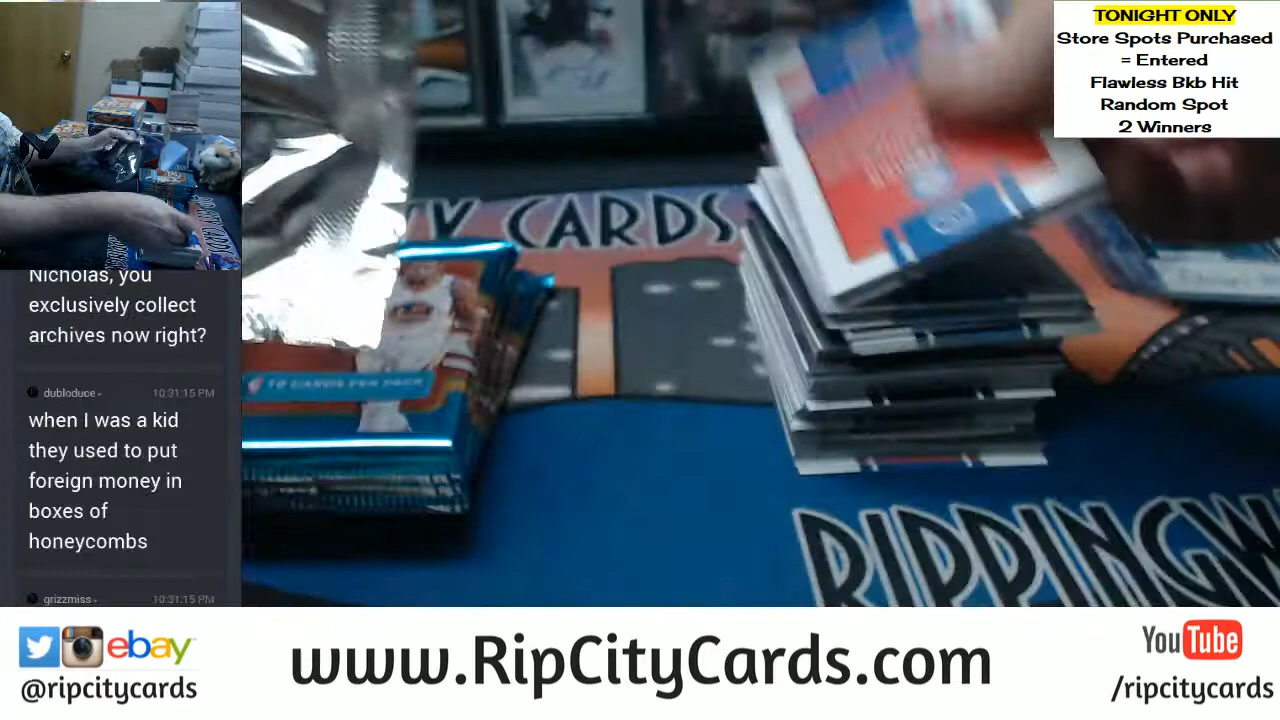 TONIGHT ONLY
Store Spots Purchased
= Entered
Flawless Bkb Hit
Random Spot
2 Winners
CARDS
10 CARDS PER PACK
Nicholas, you
exclusively collect
archives now right?
dubloduce 10:31:15 PM
when I was a kid
they used to put
foreign money in
boxes of
honeycombs
grizzmiss 10:31:15 PM
RIPPINGW
ebay
@ripcitycards
www.RipCityCards.com
YouTube
/ripcitycards